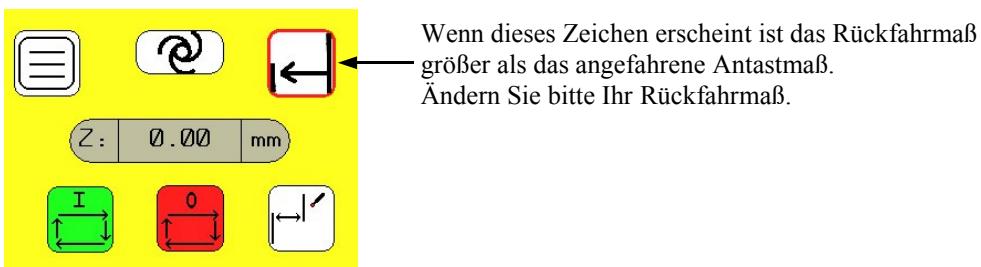 Wenn dieses Zeichen erscheint ist das Rückfahrmaß
größer als das angefahrene Antastmaß.
Ändern Sie bitte Ihr Rückfahrmaß.
Z: 0.00 mm
I 0